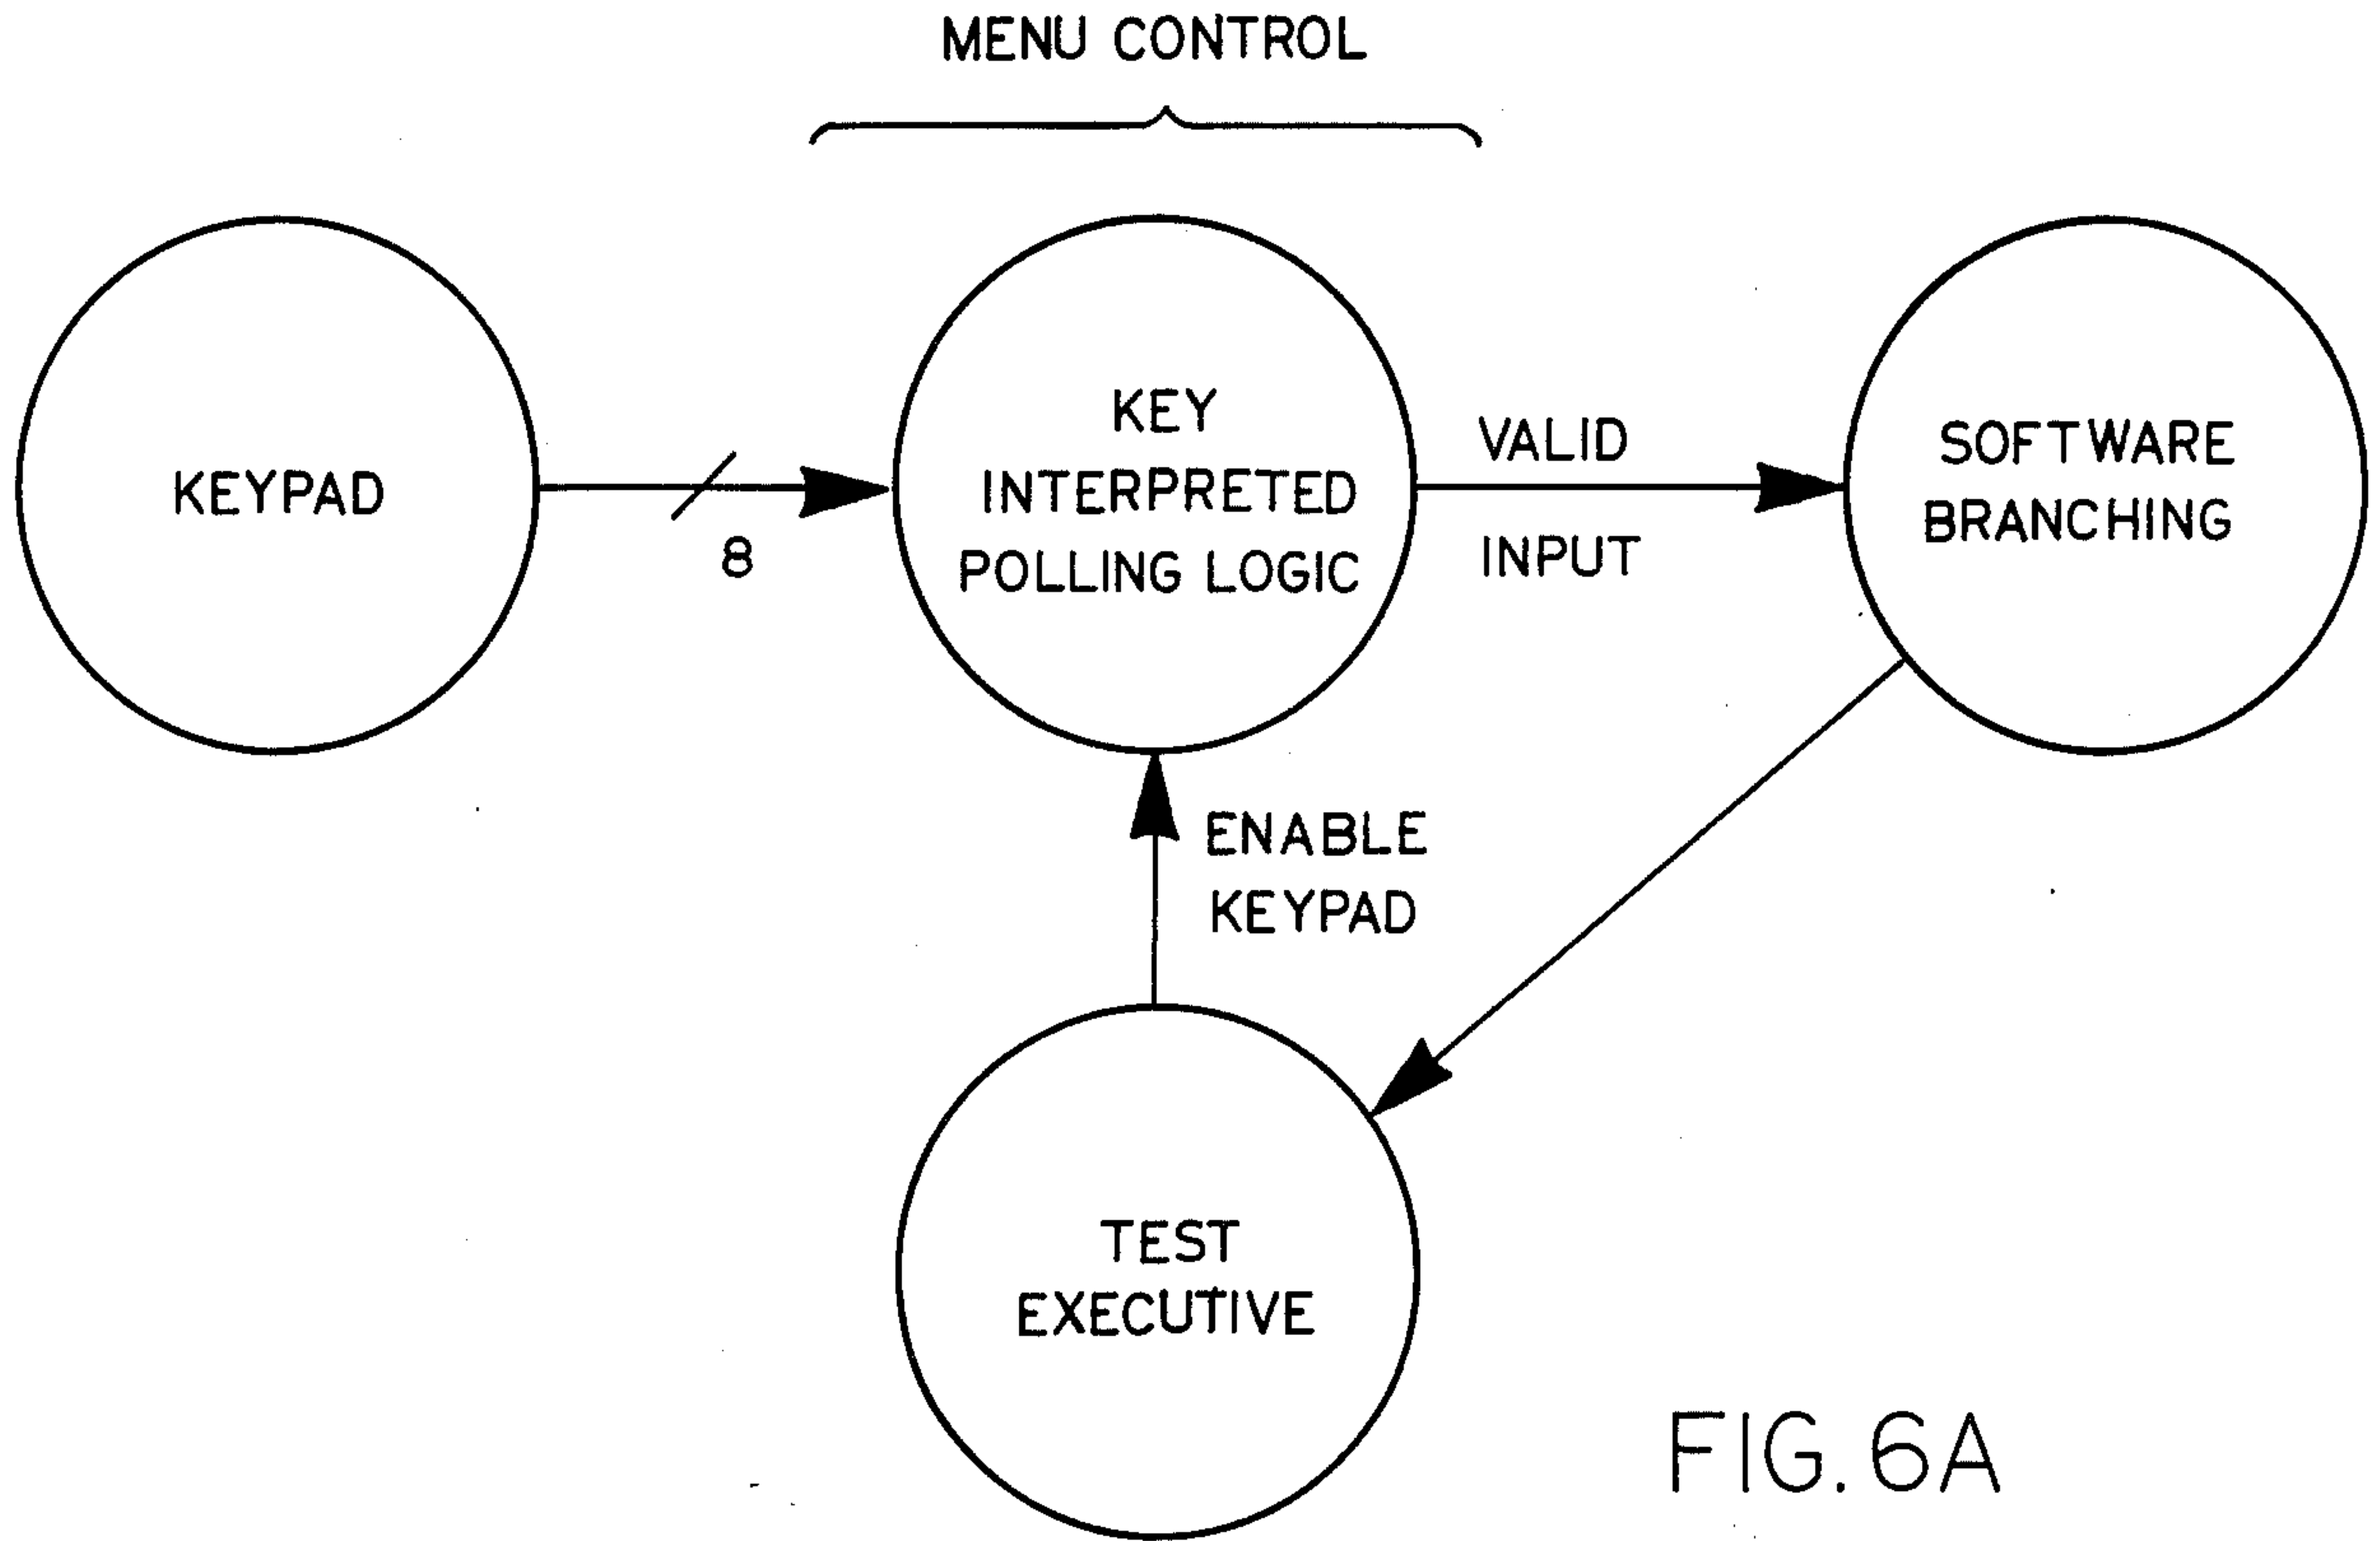 MENU CONTROL
KEYPAD
8
KEY
INTERPRETED
POLLING LOGIC
VALID
INPUT
SOFTWARE
BRANCHING
ENABLE
KEYPAD
TEST
EXECUTIVE
FIG. 6A